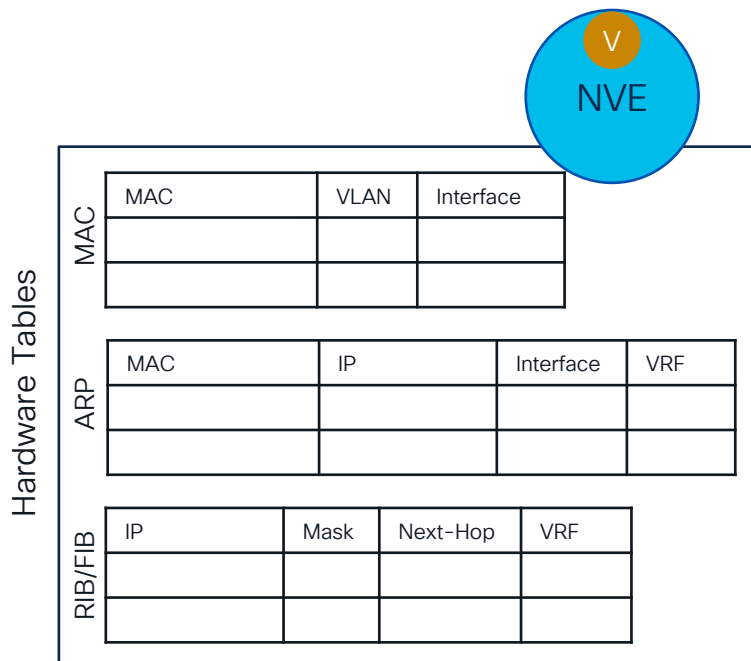 V
NVE
Hardware Tables
MAC
MAC VLAN Interface
ARP
MAC IP Interface VRF
RIB/FIB
IP Mask Next-Hop VRF